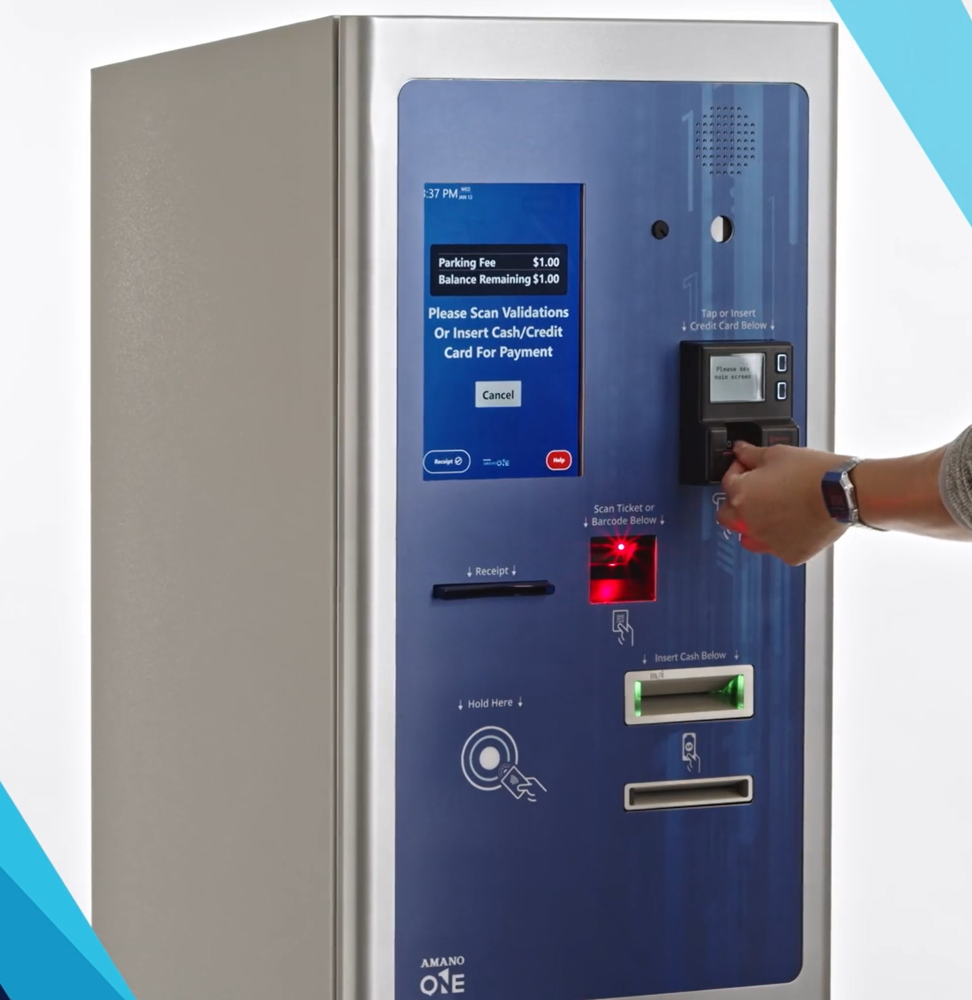 :37 PM
WED
JAN 12
Parking Fee $1.00
Balance Remaining $1.00
Please Scan Validations
Or Insert Cash/Credit
Card For Payment
Cancel
Receipt
ONE
Help
Tap or Insert
↓ Credit Card Below ↓
Please see
main screen
Scan Ticket or
↓ Barcode Below ↓
↓ Receipt ↓
↓ Insert Cash Below ↓
mei
↓ Hold Here ↓
AMANO
ONE